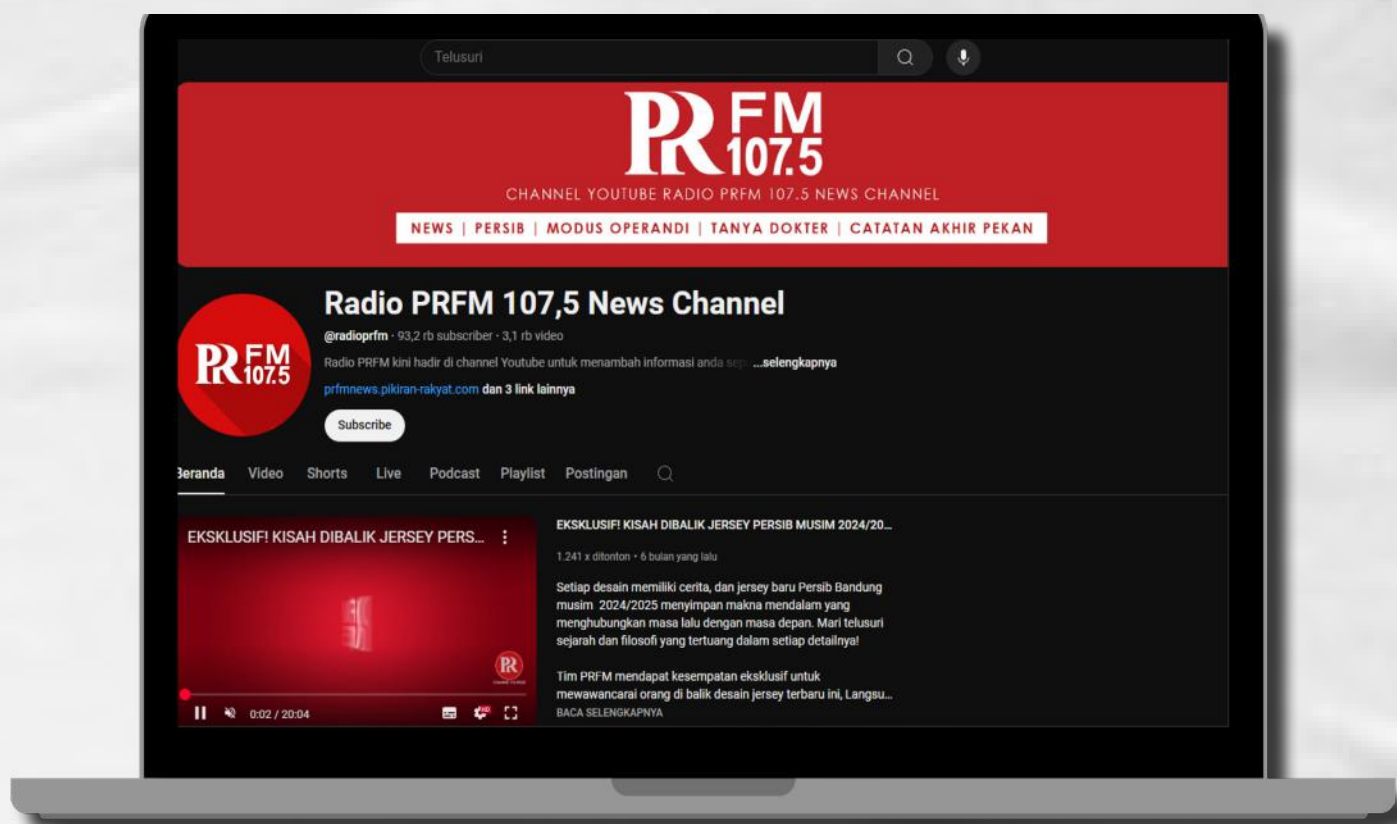 Telusuri
PR FM
107.5
CHANNEL YOUTUBE RADIO PRFM 107.5 NEWS CHANNEL
NEWS | PERSIB | MODUS OPERANDI | TANYA DOKTER | CATATAN AKHIR PEKAN
PR FM
107.5
Radio PRFM 107,5 News Channel
@radioprfm · 93,2 rb subscriber · 3,1 rb video
Radio PRFM kini hadir di channel Youtube untuk menambah informasi anda ...selengkapnya
prfmnews.pikiran-rakyat.com dan 3 link lainnya
Subscribe
Beranda Video Shorts Live Podcast Playlist Postingan
EKSKLUSIF! KISAH DIBALIK JERSEY PERS...
PR
0:02 / 20:04
EKSKLUSIF! KISAH DIBALIK JERSEY PERSIB MUSIM 2024/20...
1.241 x ditonton • 6 bulan yang lalu
Setiap desain memiliki cerita, dan jersey baru Persib Bandung
musim 2024/2025 menyimpan makna mendalam yang
menghubungkan masa lalu dengan masa depan. Mari telusuri
sejarah dan filosofi yang tertuang dalam setiap detailnya!
Tim PRFM mendapat kesempatan eksklusif untuk
mewawancarai orang di balik desain jersey terbaru ini, Langsu...
BACA SELENGKAPNYA